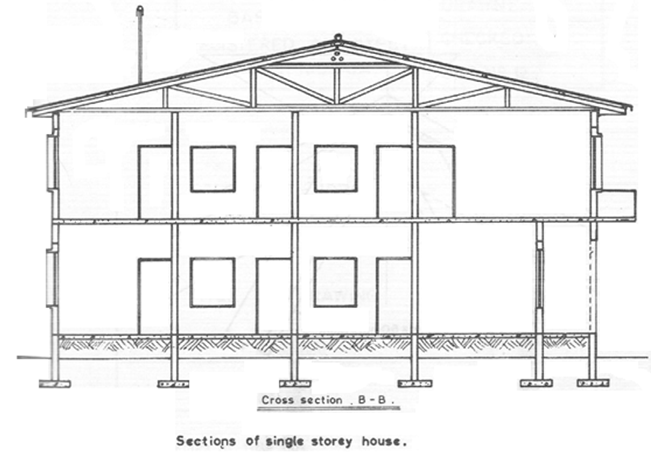 Cross section . B-B.
Sections of single storey house.